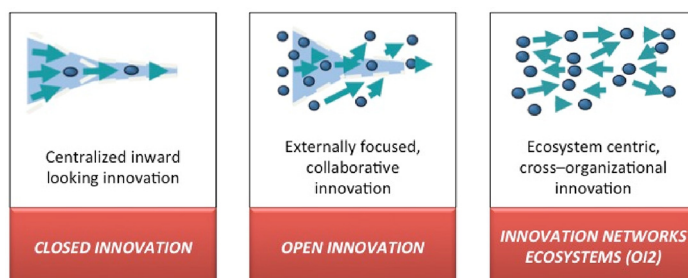 Centralized inward
looking innovation
CLOSED INNOVATION
Externally focused,
collaborative
innovation
OPEN INNOVATION
Ecosystem centric,
cross–organizational
innovation
INNOVATION NETWORKS
ECOSYSTEMS (OI2)